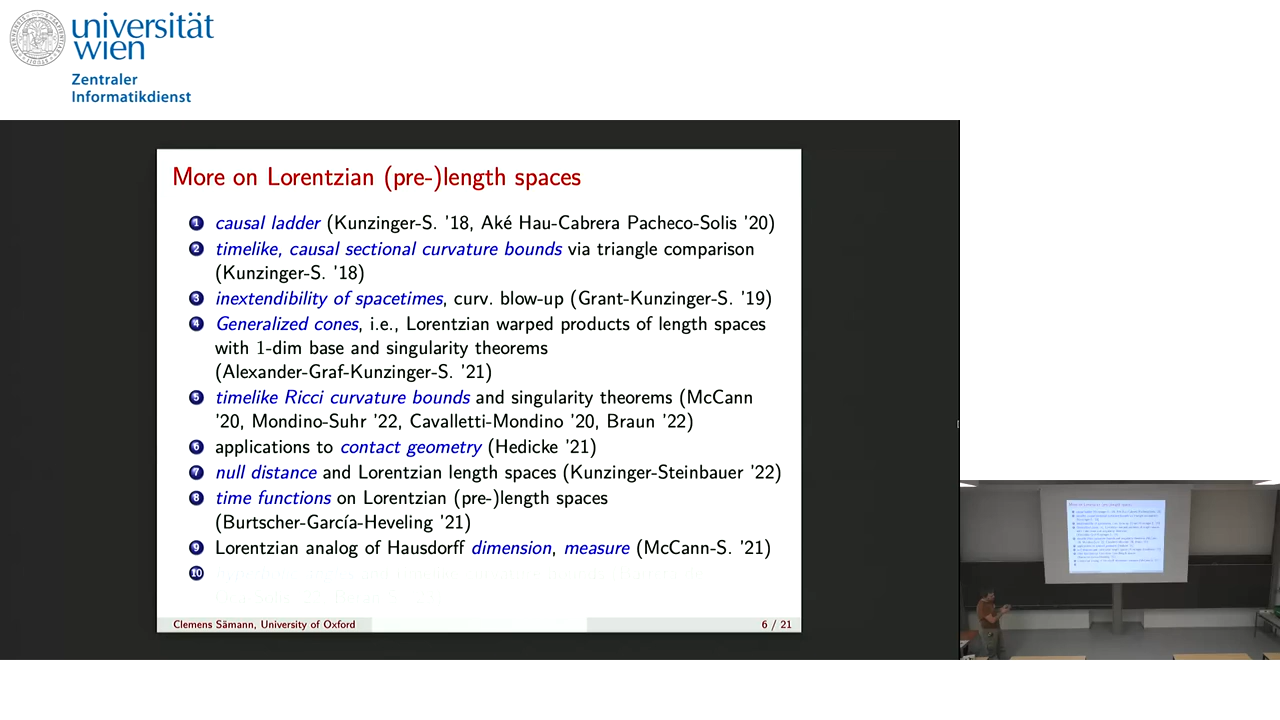 universität
wien
Zentraler
Informatikdienst
More on Lorentzian (pre-)length spaces
1 causal ladder (Kunzinger-S. '18, Aké Hau-Cabrera Pacheco-Solis '20)
2 timelike, causal sectional curvature bounds via triangle comparison
(Kunzinger-S. '18)
3 inextendibility of spacetimes, curv. blow-up (Grant-Kunzinger-S. '19)
4 Generalized cones, i.e., Lorentzian warped products of length spaces
with 1-dim base and singularity theorems
(Alexander-Graf-Kunzinger-S. '21)
5 timelike Ricci curvature bounds and singularity theorems (McCann
'20, Mondino-Suhr '22, Cavalletti-Mondino '20, Braun '22)
6 applications to contact geometry (Hedicke '21)
7 null distance and Lorentzian length spaces (Kunzinger-Steinbauer '22)
8 time functions on Lorentzian (pre-)length spaces
(Burtscher-García-Heveling '21)
9 Lorentzian analog of Hausdorff dimension, measure (McCann-S. '21)
10
Clemens Sämann, University of Oxford
6 / 21